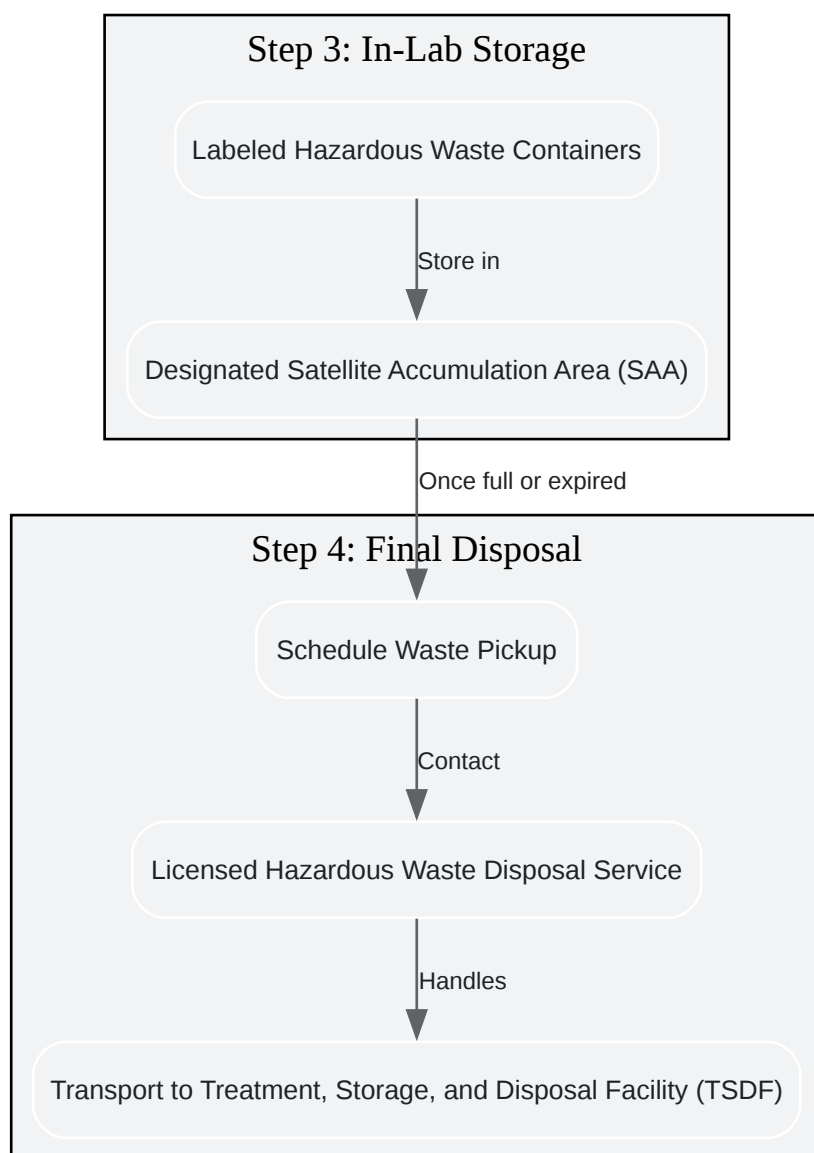 Step 3: In-Lab Storage
Labeled Hazardous Waste Containers
Store in
Designated Satellite Accumulation Area (SAA)
Once full or expired
Step 4: Final Disposal
Schedule Waste Pickup
Contact
Licensed Hazardous Waste Disposal Service
Handles
Transport to Treatment, Storage, and Disposal Facility (TSDF)